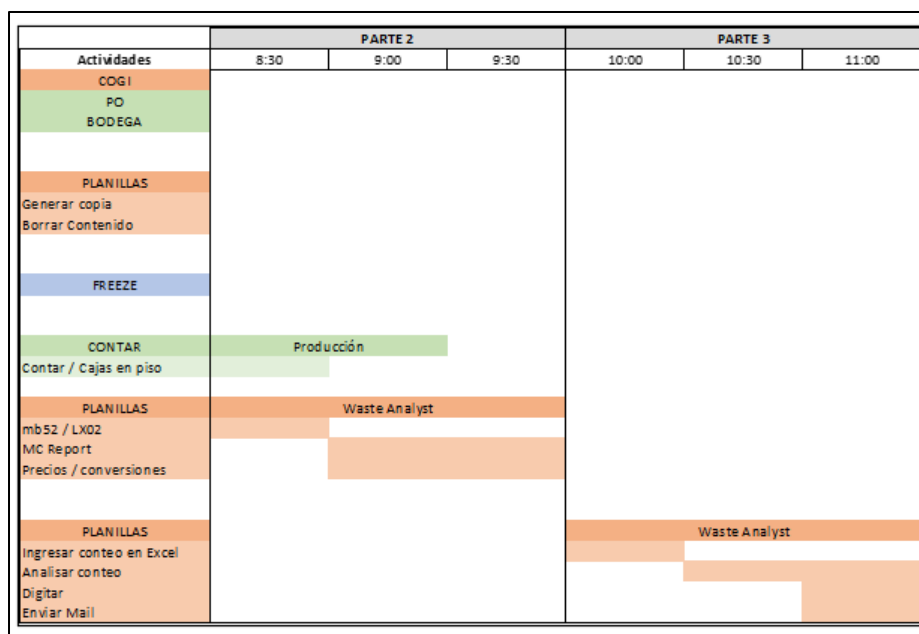 PARTE 2 PARTE 3
Actividades 8:30 9:00 9:30 10:00 10:30 11:00
COGI
PO
BODEGA
PLANILLAS
Generar copia
Borrar Contenido
FREEZE
CONTAR Producción
Contar / Cajas en piso
PLANILLAS Waste Analyst
mb52 / LX02
MC Report
Precios / conversiones
PLANILLAS Waste Analyst
Ingresar conteo en Excel
Analisar conteo
Digitar
Enviar Mail